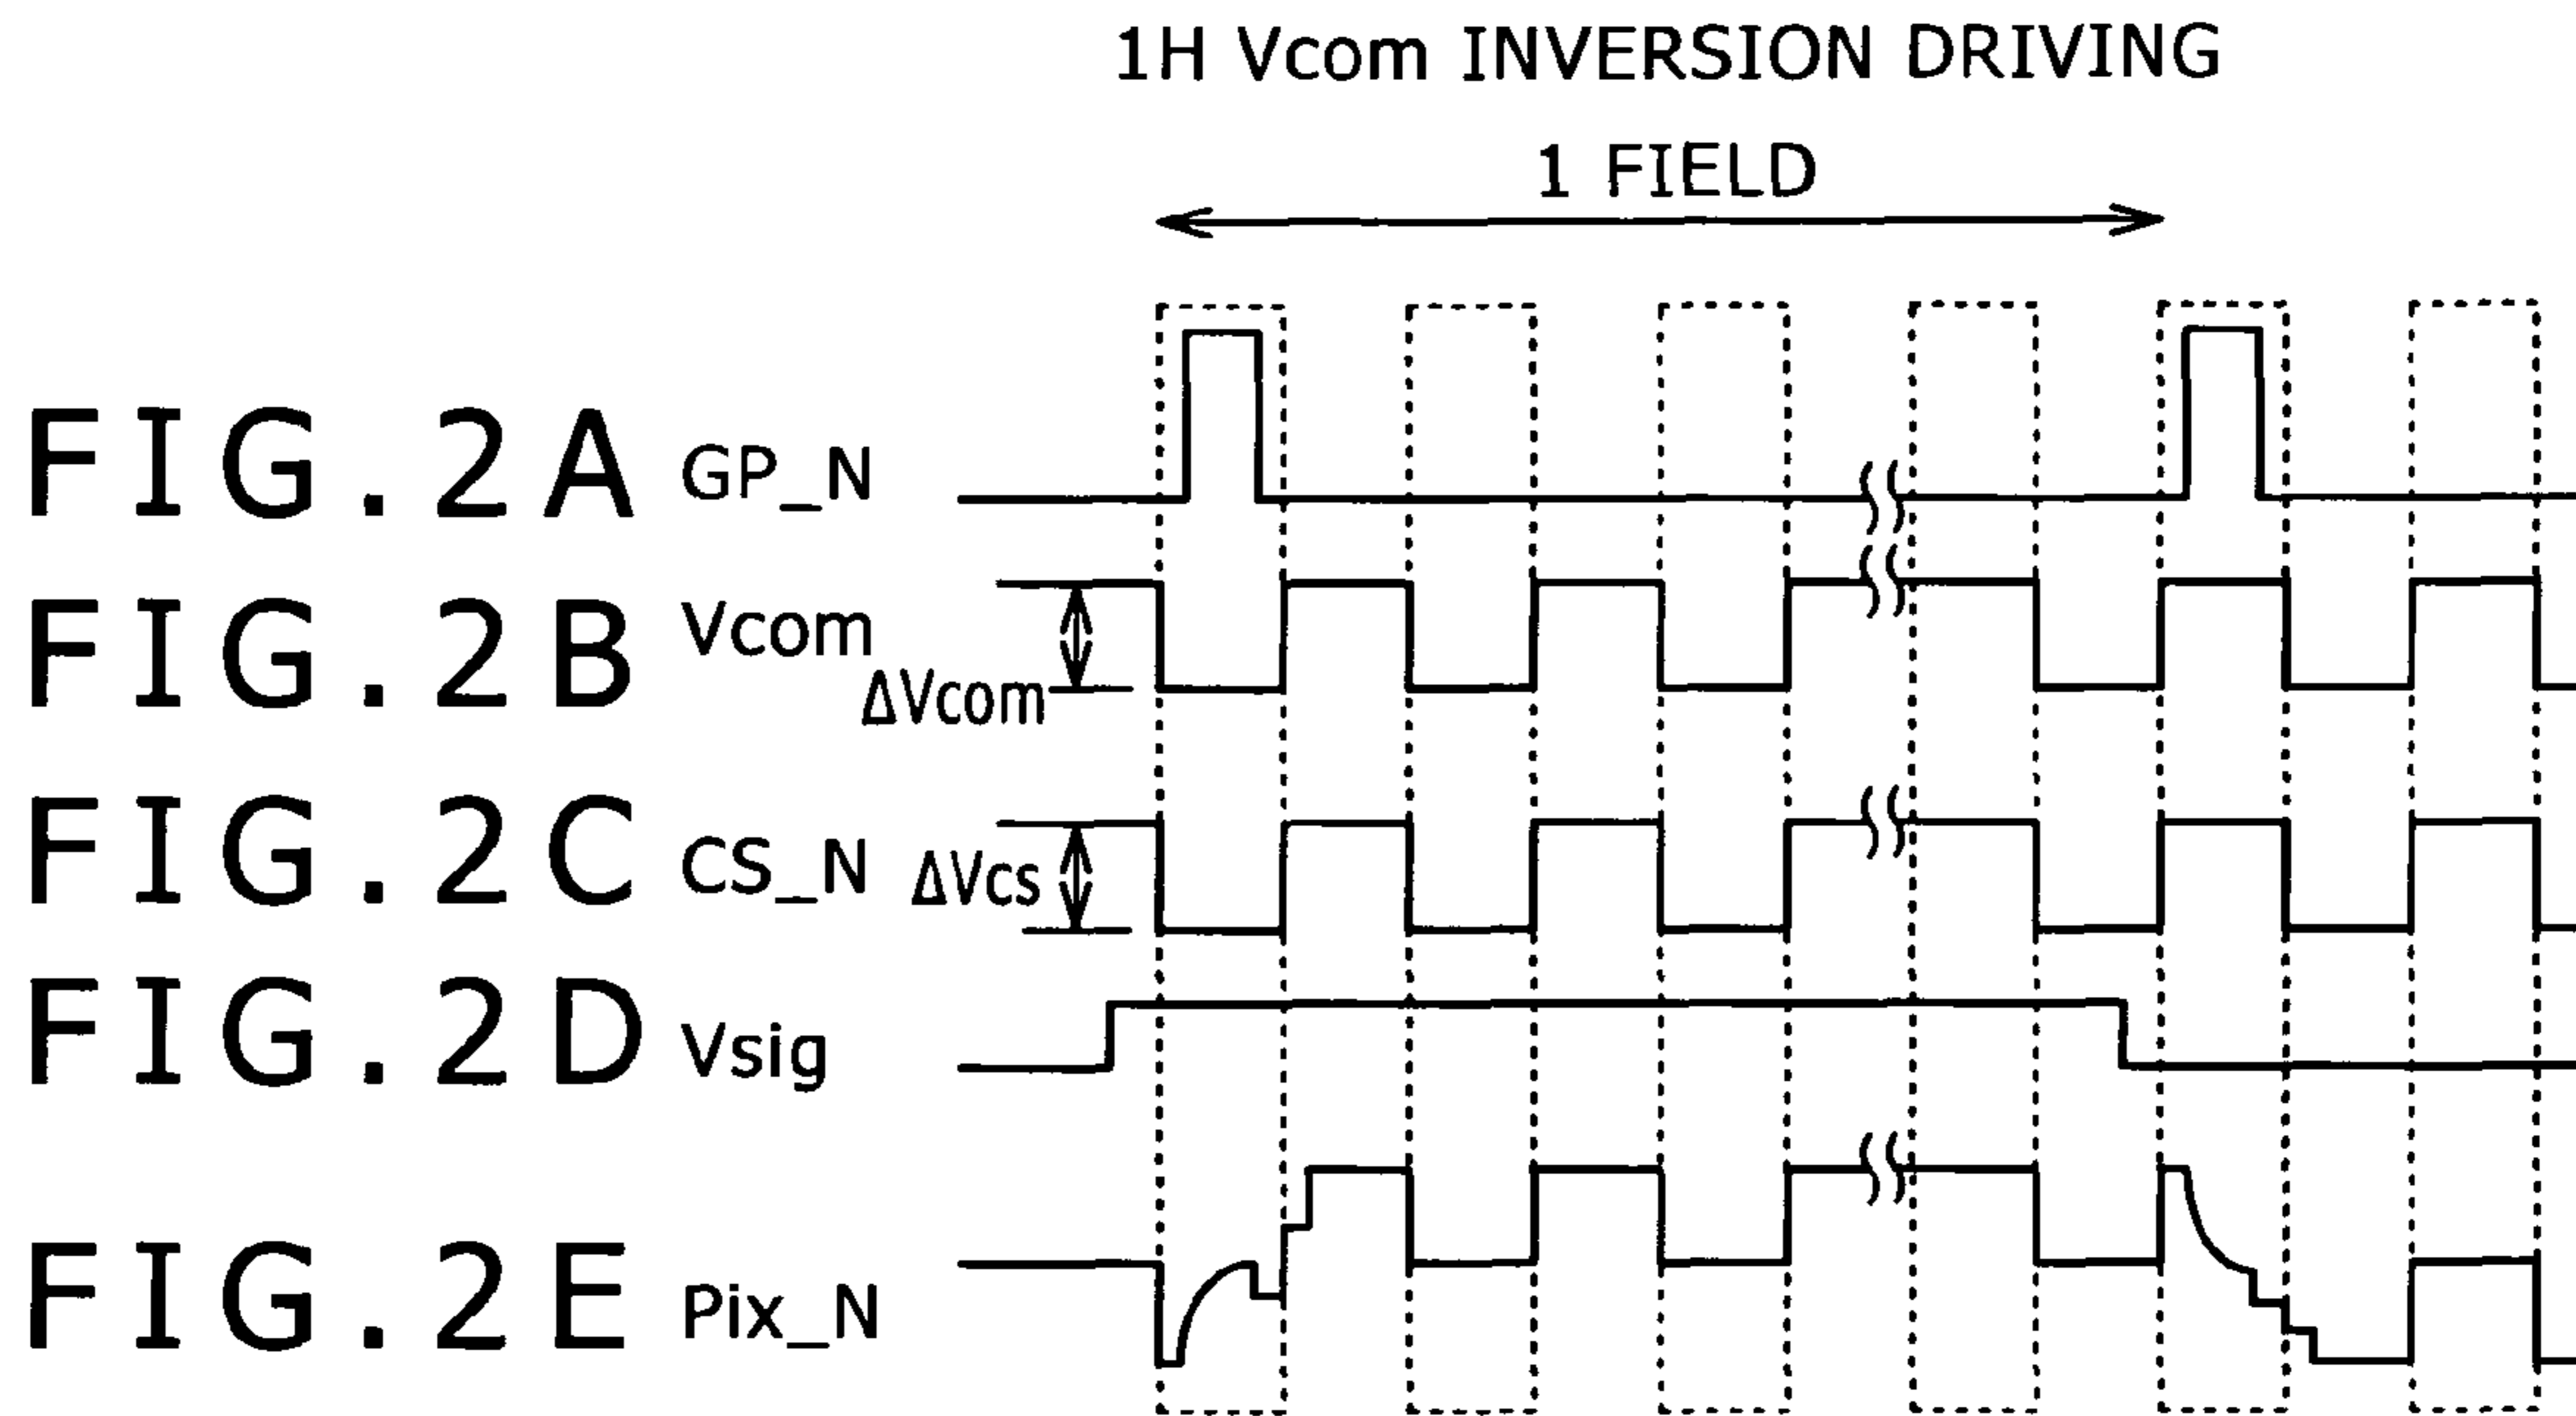 1H Vcom INVERSION DRIVING
1 FIELD
FIG.2A GP_N
FIG.2B Vcom
ΔVcom
FIG.2C CS_N ΔVcs
FIG.2D Vsig
FIG.2E Pix_N